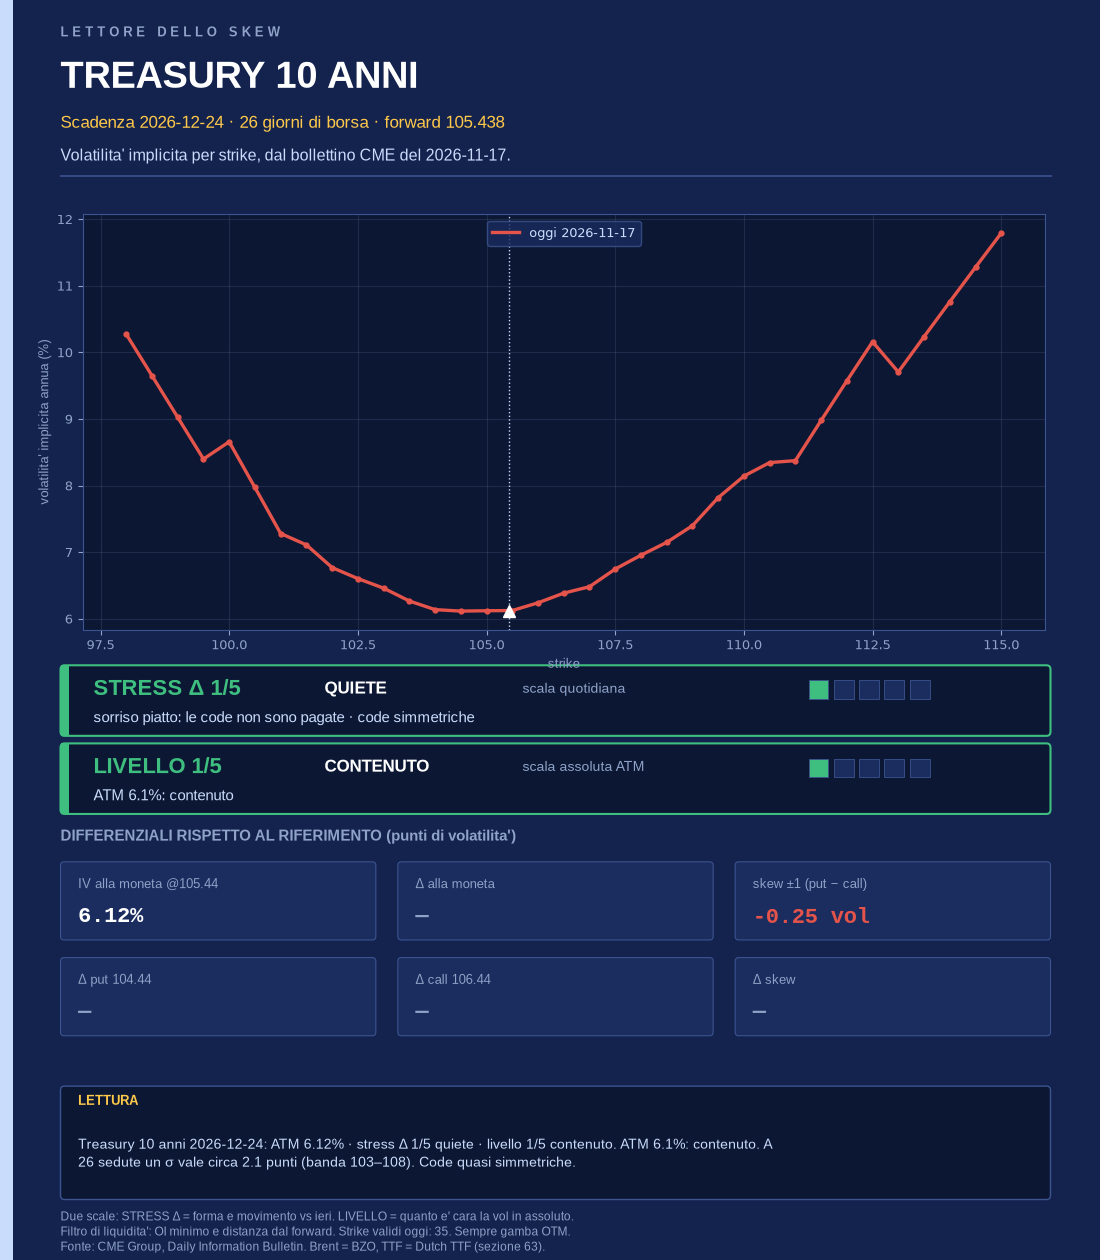 LETTORE DELLO SKEW
TREASURY 10 ANNI
Scadenza 2026-12-24 · 26 giorni di borsa · forward 105.438
Volatilita' implicita per strike, dal bollettino CME del 2026-11-17.
oggi 2026-11-17
volatilita' implicita annua (%)
12
11
10
9
8
7
6
97.5 100.0 102.5 105.0 107.5 110.0 112.5 115.0
strike
STRESS Δ 1/5 QUIETE scala quotidiana
sorriso piatto: le code non sono pagate · code simmetriche
LIVELLO 1/5 CONTENUTO scala assoluta ATM
ATM 6.1%: contenuto
DIFFERENZIALI RISPETTO AL RIFERIMENTO (punti di volatilita')
IV alla moneta @105.44 Δ alla moneta skew ±1 (put − call)
6.12% — -0.25 vol
Δ put 104.44 Δ call 106.44 Δ skew
— — —
LETTURA
Treasury 10 anni 2026-12-24: ATM 6.12% · stress Δ 1/5 quiete · livello 1/5 contenuto. ATM 6.1%: contenuto. A
26 sedute un σ vale circa 2.1 punti (banda 103–108). Code quasi simmetriche.
Due scale: STRESS Δ = forma e movimento vs ieri. LIVELLO = quanto e' cara la vol in assoluto.
Filtro di liquidita': OI minimo e distanza dal forward. Strike validi oggi: 35. Sempre gamba OTM.
Fonte: CME Group, Daily Information Bulletin. Brent = BZO, TTF = Dutch TTF (sezione 63).